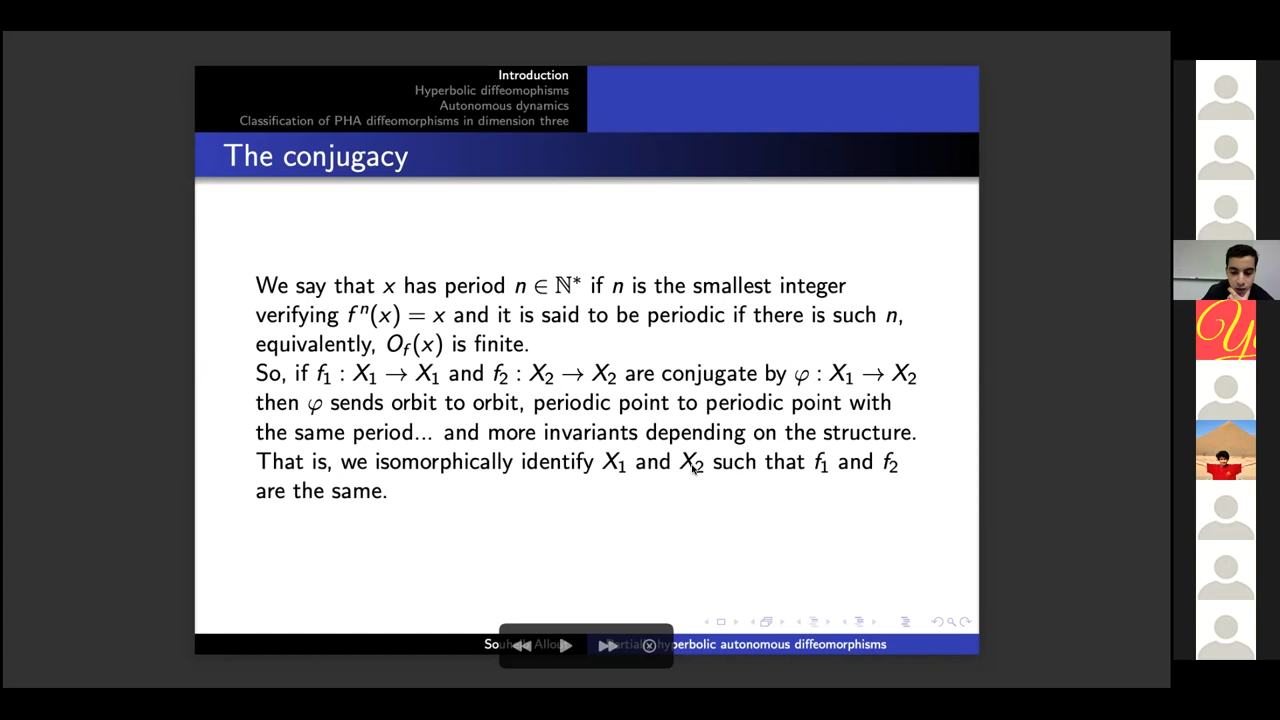 Introduction
Hyperbolic diffeomophisms
Autonomous dynamics
Classification of PHA diffeomorphisms in dimension three
The conjugacy
We say that x has period n ∈ ℕ* if n is the smallest integer
verifying fⁿ(x) = x and it is said to be periodic if there is such n,
equivalently, O_f(x) is finite.
So, if f₁ : X₁ → X₁ and f₂ : X₂ → X₂ are conjugate by φ : X₁ → X₂
then φ sends orbit to orbit, periodic point to periodic point with
the same period... and more invariants depending on the structure.
That is, we isomorphically identify X₁ and X₂ such that f₁ and f₂
are the same.
hyperbolic autonomous diffeomorphisms